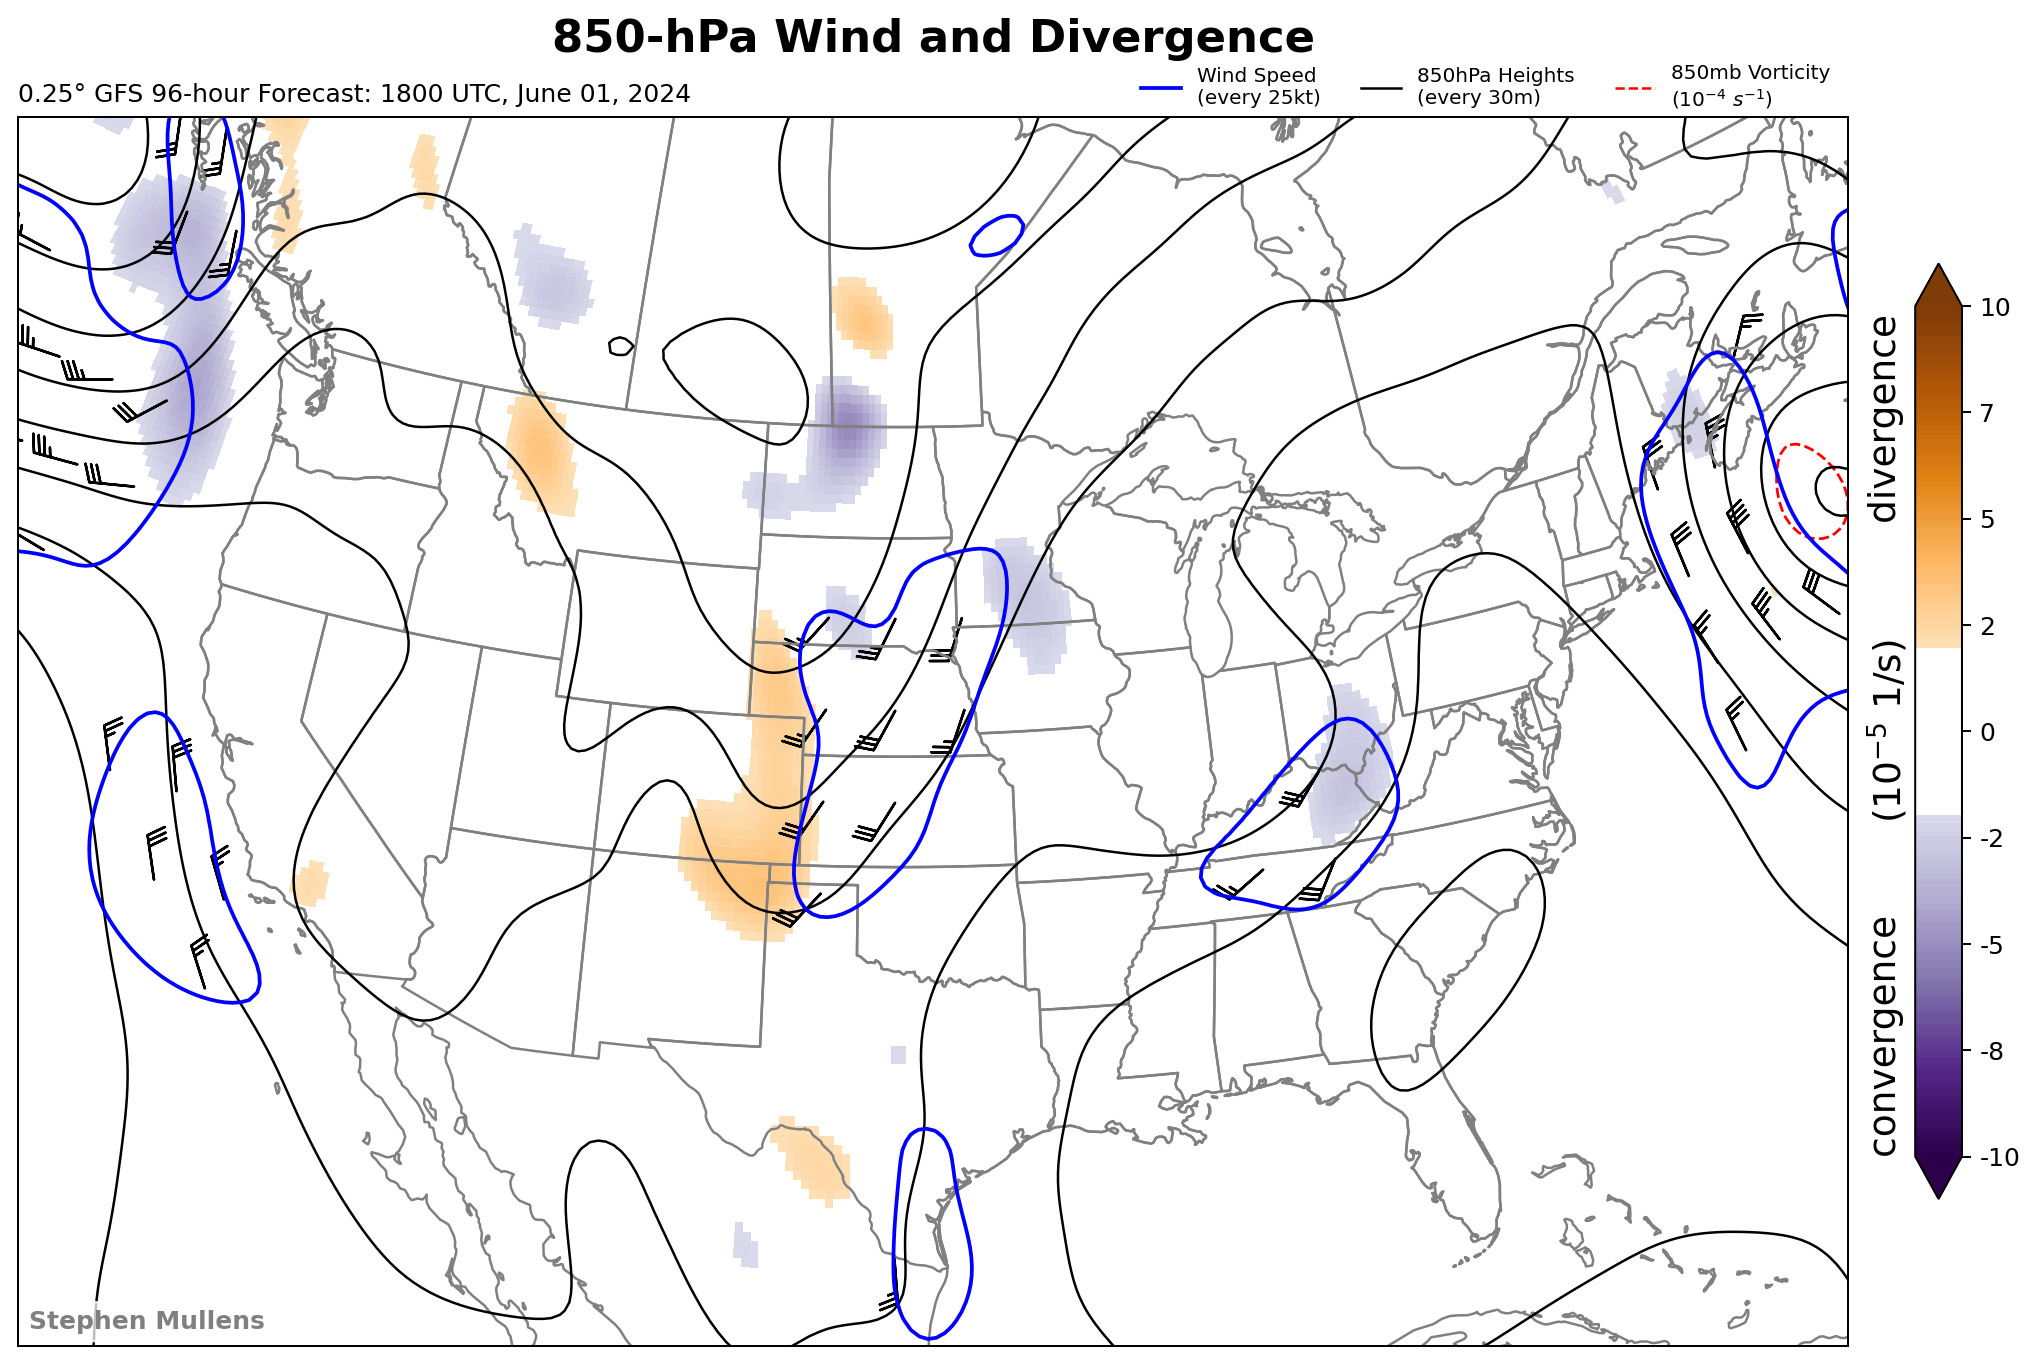 850-hPa Wind and Divergence
0.25° GFS 96-hour Forecast: 1800 UTC, June 01, 2024
Wind Speed
(every 25kt)
850hPa Heights
(every 30m)
850mb Vorticity
(10⁻⁴ s⁻¹)
10
7
5
2
0
-2
-5
-8
-10
convergence (10⁻⁵ 1/s) divergence
Stephen Mullens